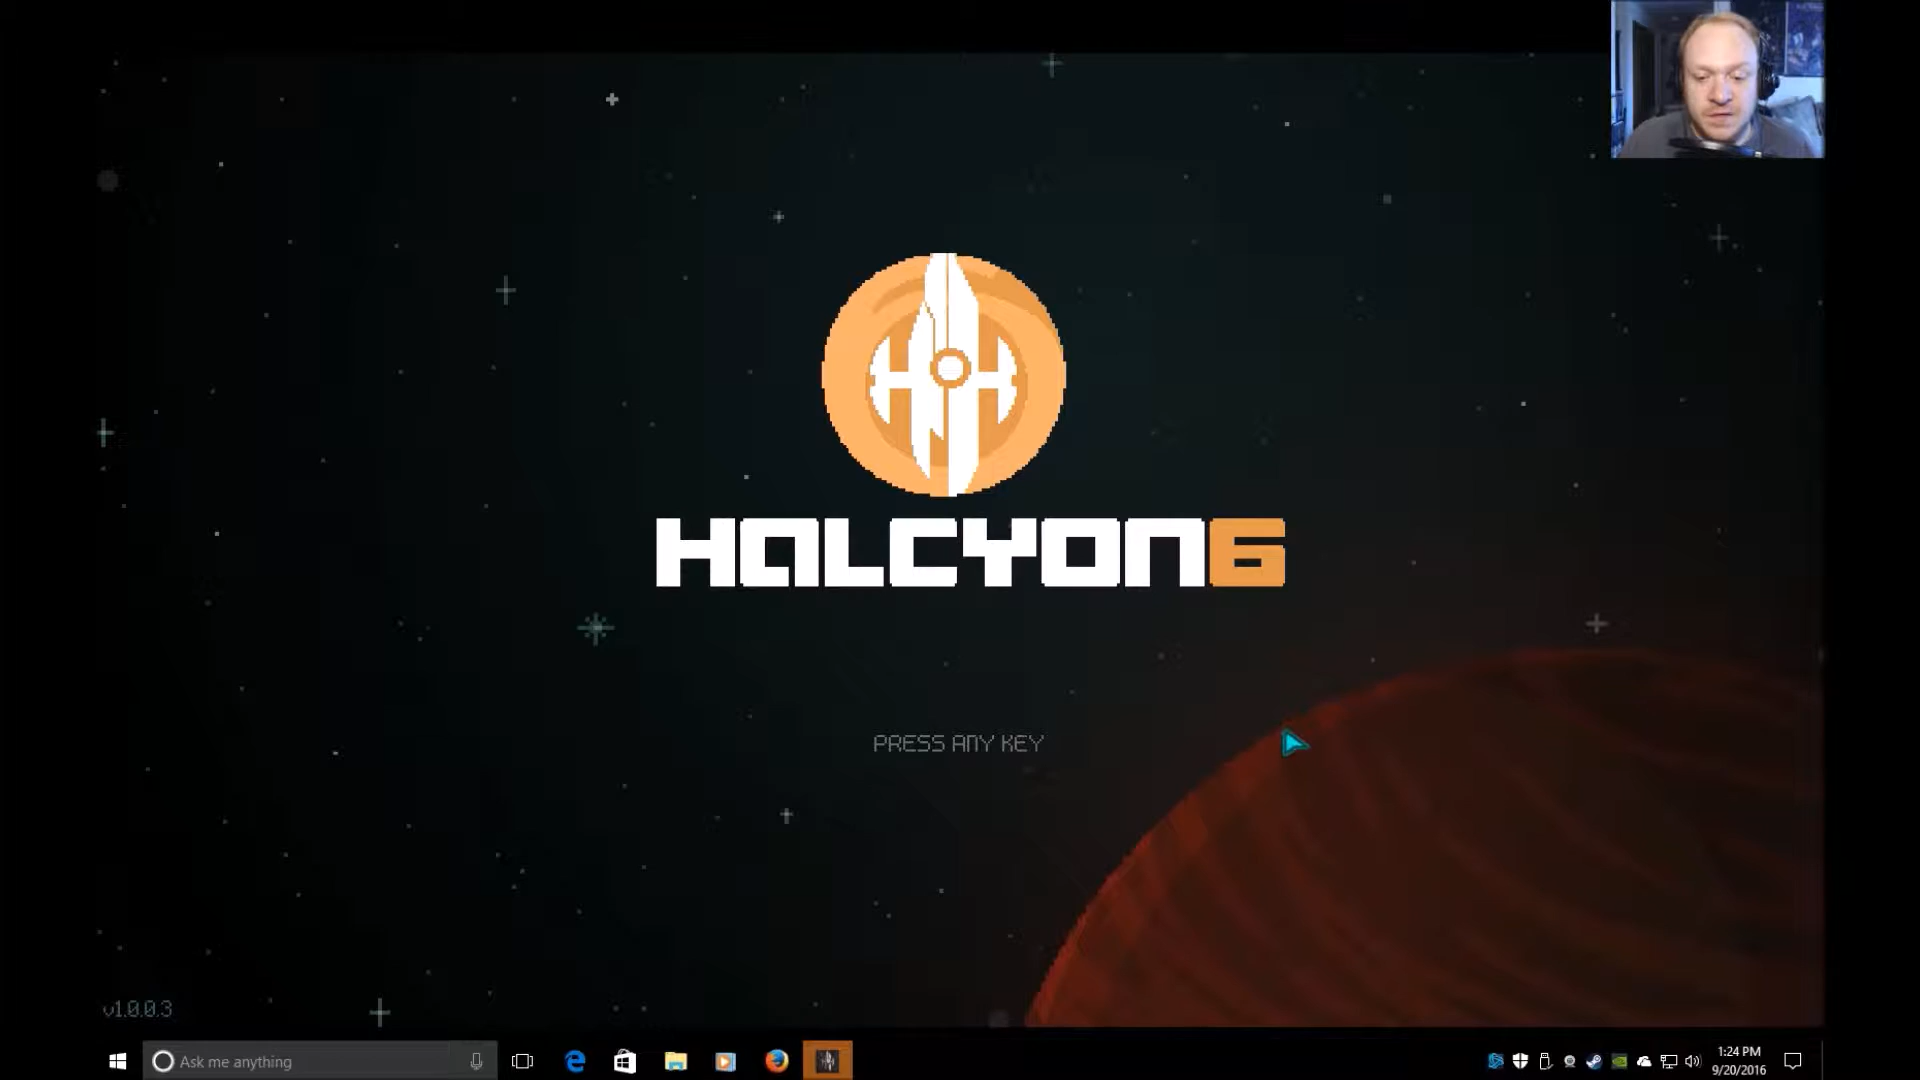 HALCYON6
PRESS ANY KEY
v1.0.0.3
Ask me anything
1:24 PM
9/20/2016